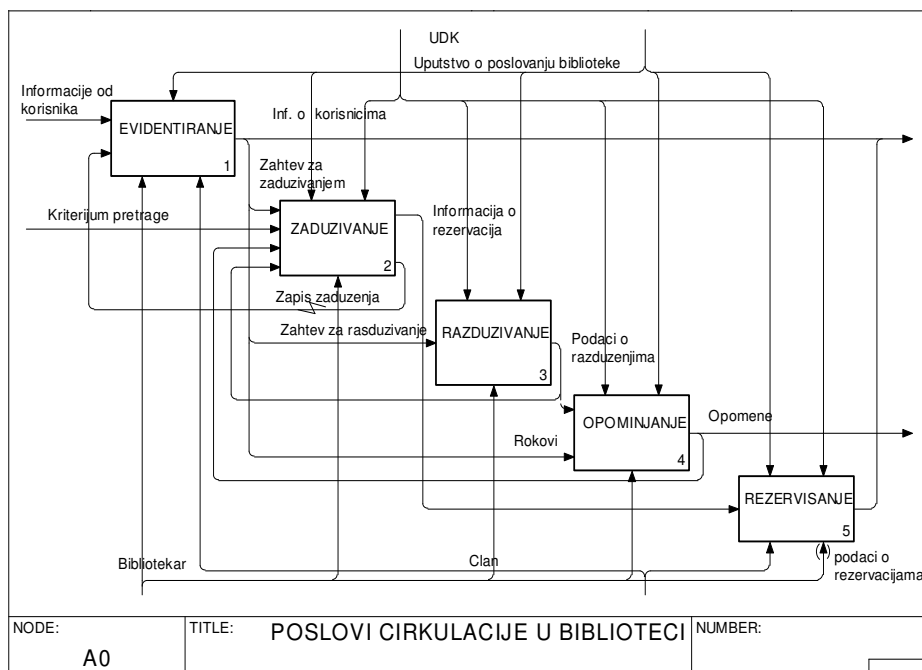 UDK
Uputstvo o poslovanju biblioteke
Informacije od
korisnika
EVIDENTIRANJE
1
Inf. o korisnicima
Zahtev za
zaduzivanjem
Kriterijum pretrage
ZADUZIVANJE
2
Informacija o
rezervacija
Zapis zaduzenja
Zahtev za rasduzivanje
RAZDUZIVANJE
3
Podaci o
razduzenjima
OPOMINJANJE
4
Opomene
Rokovi
REZERVISANJE
5
Bibliotekar
Clan
podaci o
rezervacijama
NODE:
A0
TITLE:
POSLOVI CIRKULACIJE U BIBLIOTECI
NUMBER: